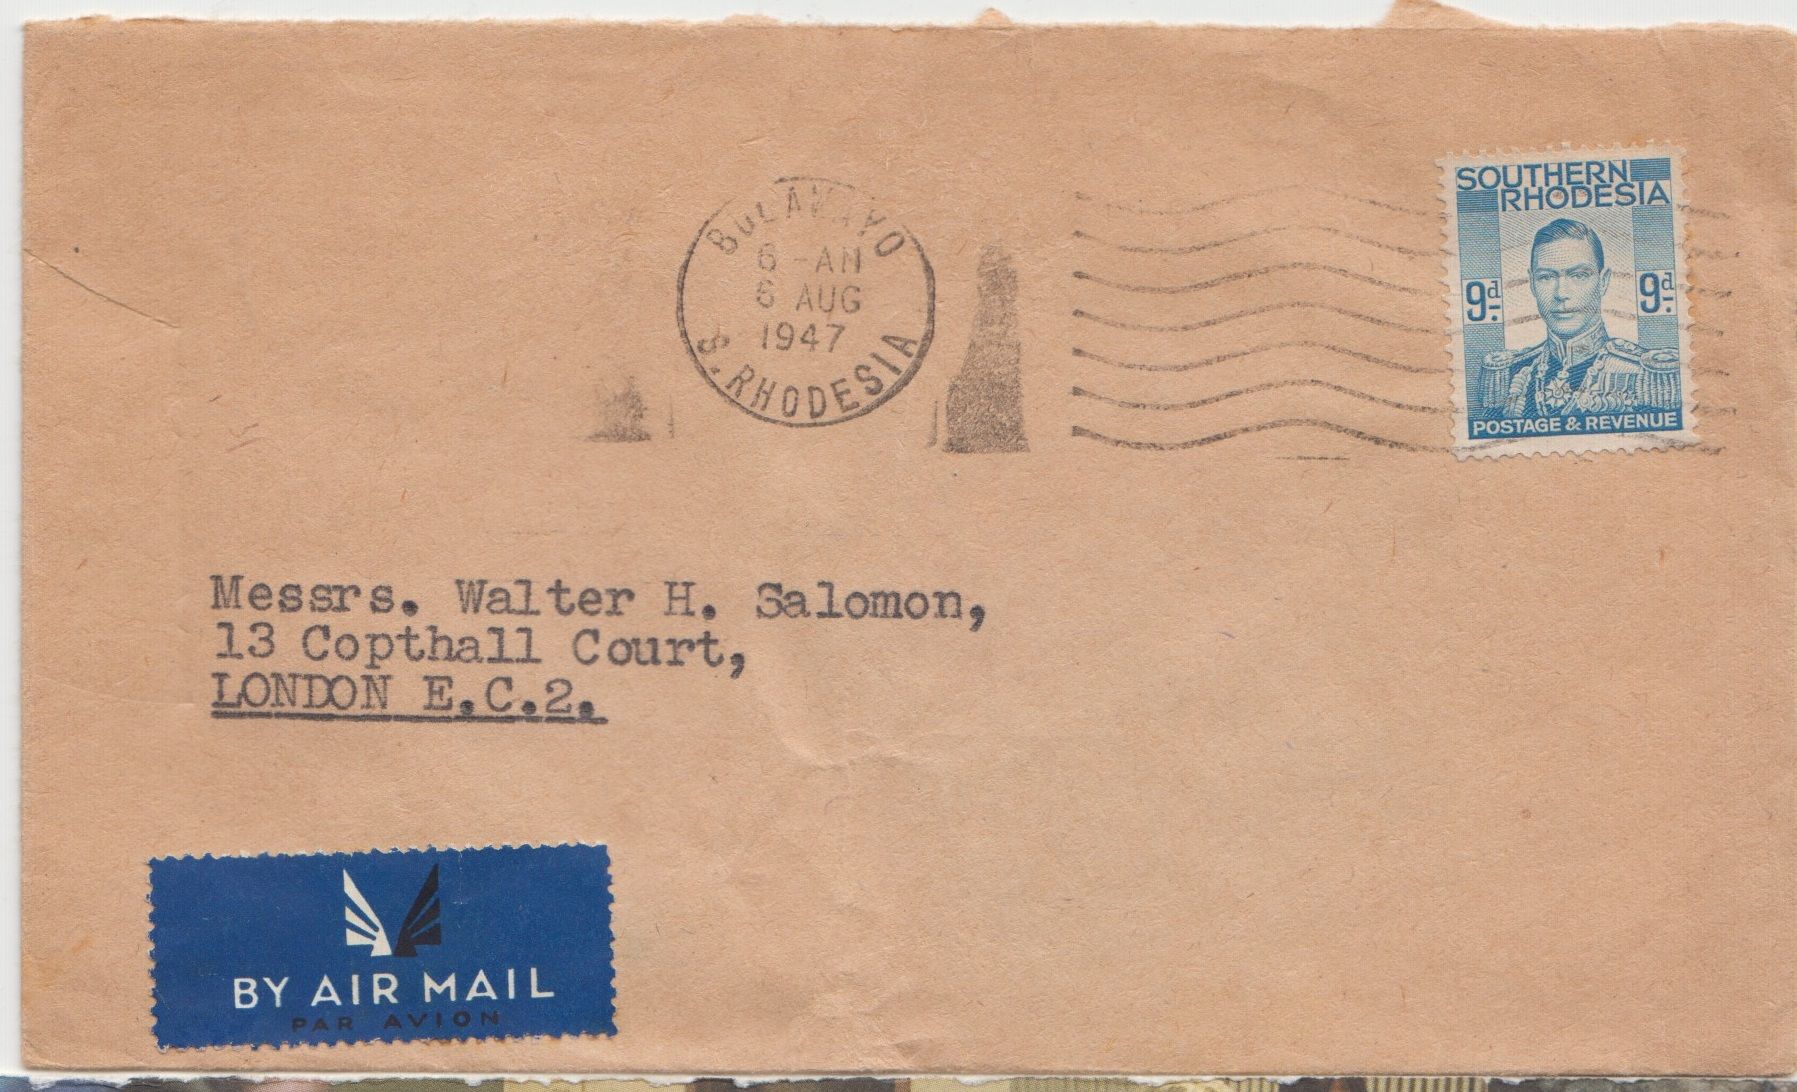 SOUTHERN
RHODESIA
9d. 9d.
POSTAGE & REVENUE
BULAWAYO
6 - AM
6 AUG
1947
S. RHODESIA
Messrs. Walter H. Salomon,
13 Copthall Court,
LONDON E.C.2.
BY AIR MAIL
PAR AVION